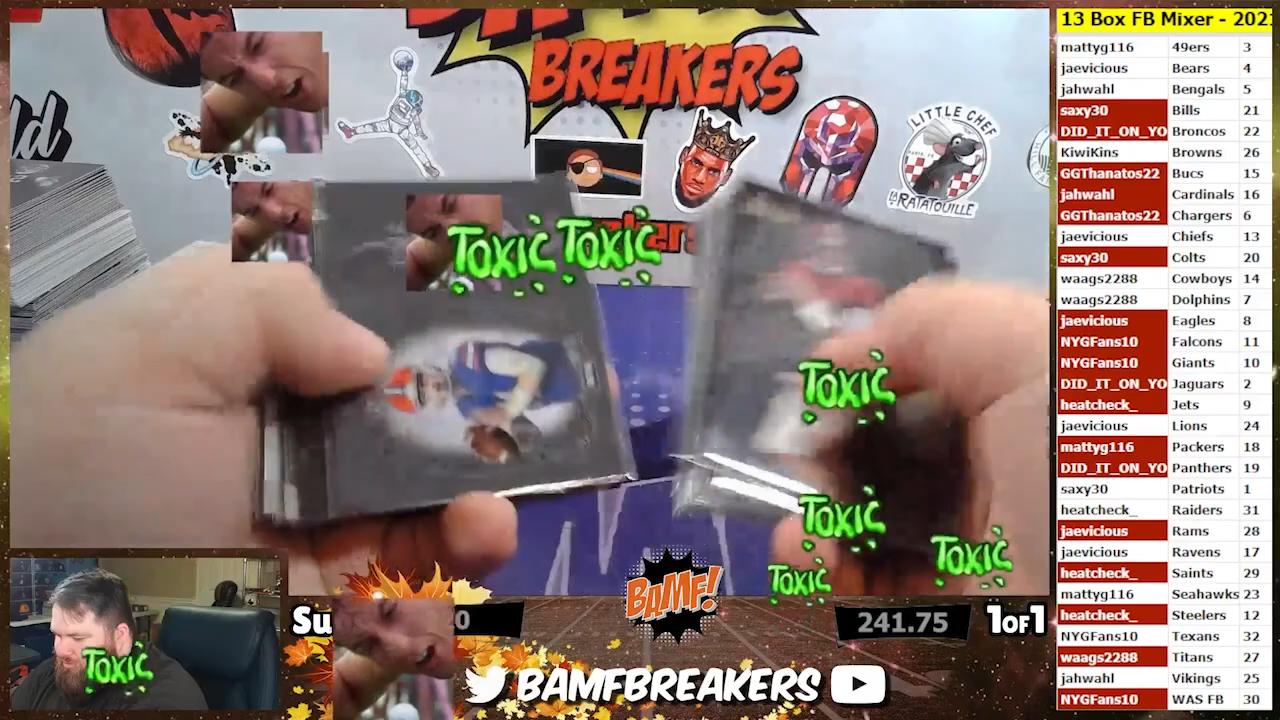 BREAKERS
ld
LITTLE CHEF
LA RATATOUILLE
TOXIC TOXIC
TOXIC
TOXIC
TOXIC
TOXIC
TOXIC
BAMF!
241.75
1OF1
BAMFBREAKERS
13 Box FB Mixer - 2021
mattyg116 49ers 3
jaevicious Bears 4
jahwahl Bengals 5
saxy30 Bills 21
DID_IT_ON_YO Broncos 22
KiwiKins Browns 26
GGThanatos22 Bucs 15
jahwahl Cardinals 16
GGThanatos22 Chargers 6
jaevicious Chiefs 13
saxy30 Colts 20
waags2288 Cowboys 14
waags2288 Dolphins 7
jaevicious Eagles 8
NYGFans10 Falcons 11
NYGFans10 Giants 10
DID_IT_ON_YO Jaguars 2
heatcheck_ Jets 9
jaevicious Lions 24
mattyg116 Packers 18
DID_IT_ON_YO Panthers 19
saxy30 Patriots 1
heatcheck_ Raiders 31
jaevicious Rams 28
jaevicious Ravens 17
heatcheck_ Saints 29
mattyg116 Seahawks 23
heatcheck_ Steelers 12
NYGFans10 Texans 32
waags2288 Titans 27
jahwahl Vikings 25
NYGFans10 WAS FB 30